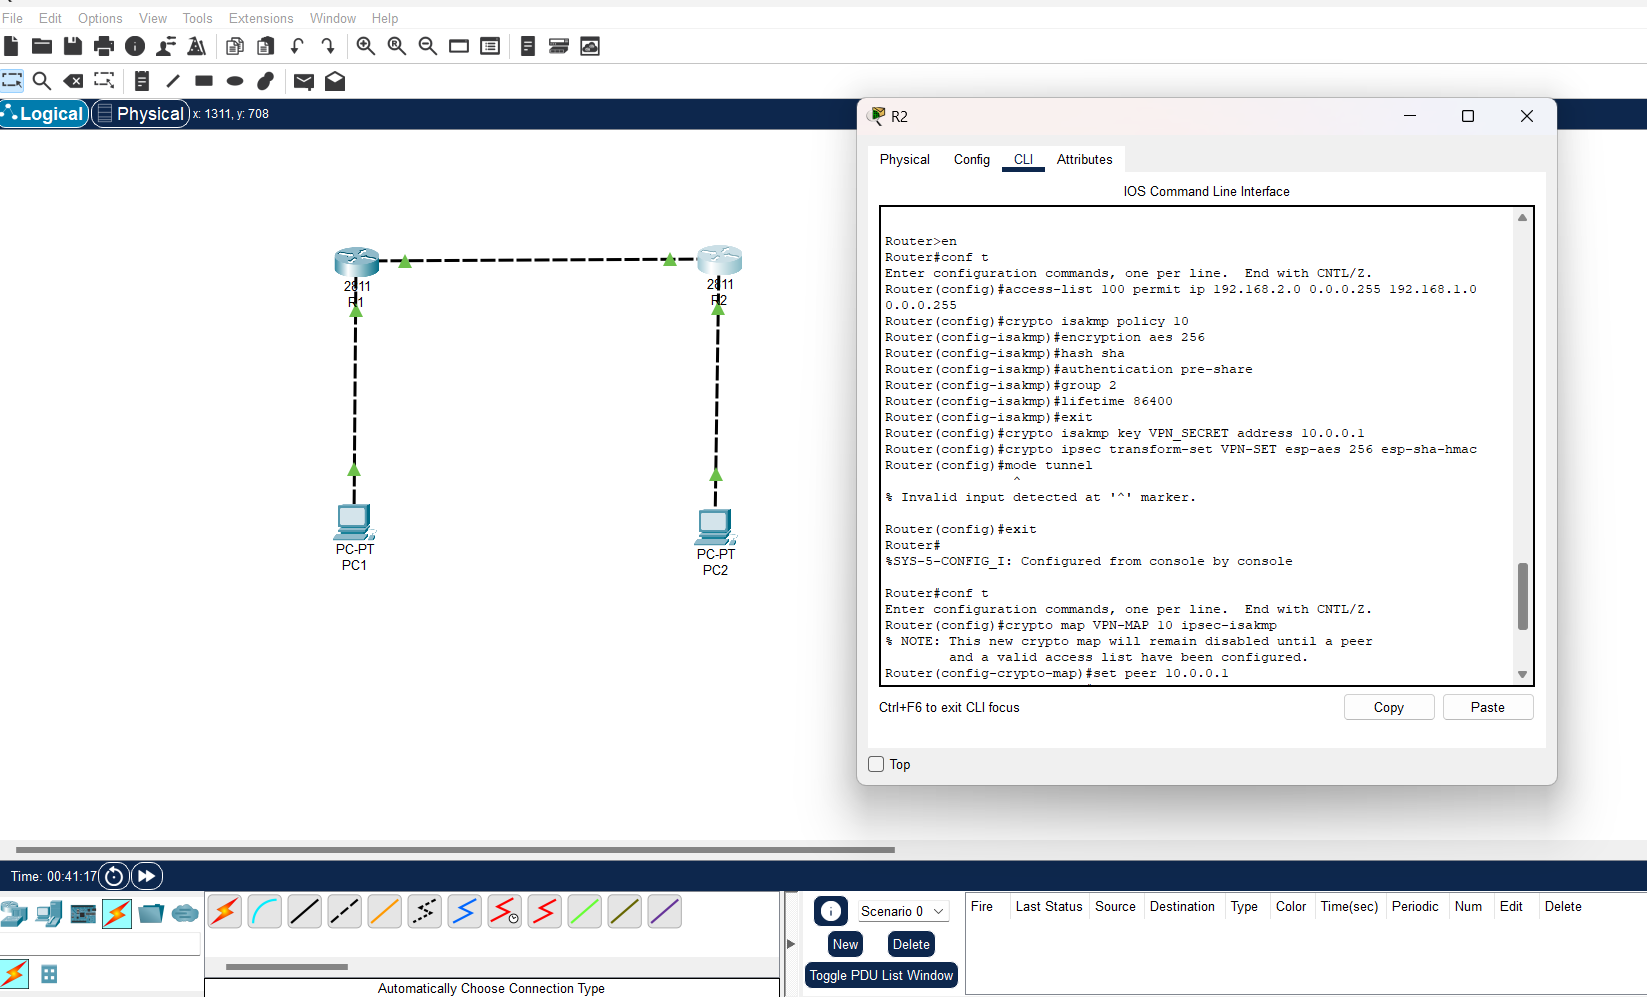 File Edit Options View Tools Extensions Window Help
Logical Physical x: 1311, y: 708
R2
Physical Config CLI Attributes
IOS Command Line Interface
Router>en
Router#conf t
Enter configuration commands, one per line.  End with CNTL/Z.
Router(config)#access-list 100 permit ip 192.168.2.0 0.0.0.255 192.168.1.0
0.0.0.255
Router(config)#crypto isakmp policy 10
Router(config-isakmp)#encryption aes 256
Router(config-isakmp)#hash sha
Router(config-isakmp)#authentication pre-share
Router(config-isakmp)#group 2
Router(config-isakmp)#lifetime 86400
Router(config-isakmp)#exit
Router(config)#crypto isakmp key VPN_SECRET address 10.0.0.1
Router(config)#crypto ipsec transform-set VPN-SET esp-aes 256 esp-sha-hmac
Router(config)#mode tunnel
^
% Invalid input detected at '^' marker.
Router(config)#exit
Router#
%SYS-5-CONFIG_I: Configured from console by console
Router#conf t
Enter configuration commands, one per line.  End with CNTL/Z.
Router(config)#crypto map VPN-MAP 10 ipsec-isakmp
% NOTE: This new crypto map will remain disabled until a peer
and a valid access list have been configured.
Router(config-crypto-map)#set peer 10.0.0.1
Ctrl+F6 to exit CLI focus
Copy
Paste
Top
2811
R1
2811
R2
PC-PT
PC1
PC-PT
PC2
Time: 00:41:17
Scenario 0
New
Delete
Toggle PDU List Window
Fire Last Status Source Destination Type Color Time(sec) Periodic Num Edit Delete
Automatically Choose Connection Type